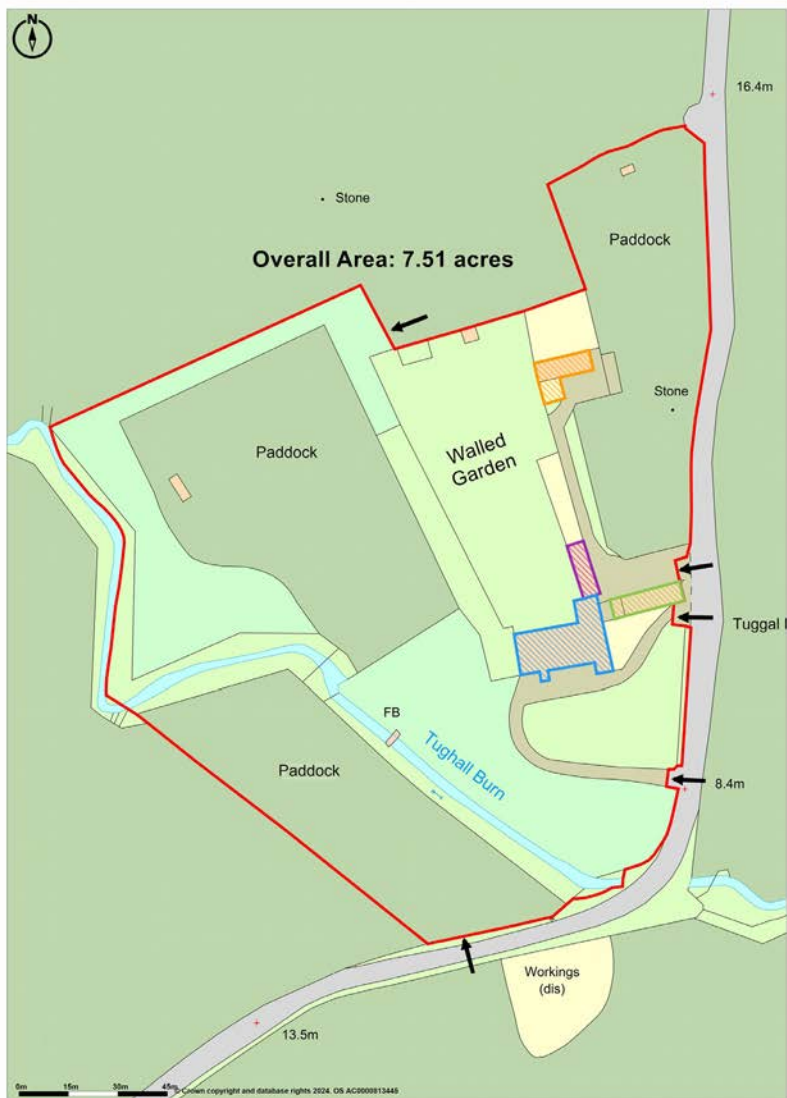 N
16.4m
Stone
Paddock
Overall Area: 7.51 acres
Stone
Paddock
Walled
Garden
Tuggal
FB
Tughall Burn
Paddock
8.4m
Workings
(dis)
13.5m
0m 15m 30m 45m
© Crown copyright and database rights 2024. OS AC0000813445